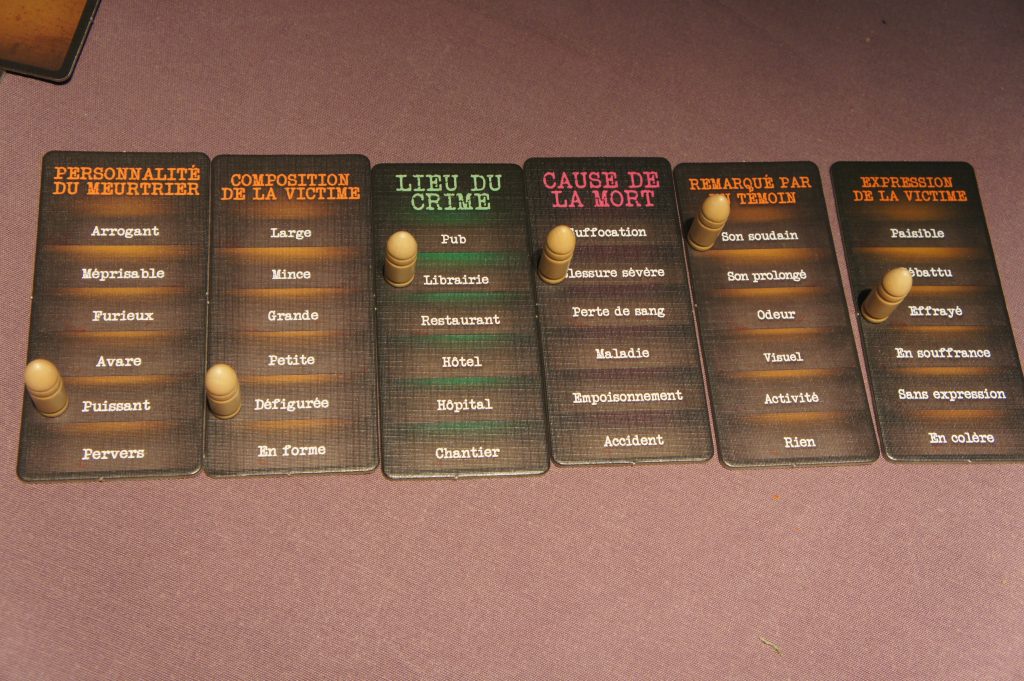 PERSONNALITÉ
DU MEURTRIER
Arrogant
Méprisable
Furieux
Avare
Puissant
Pervers
COMPOSITION
DE LA VICTIME
Large
Mince
Grande
Petite
Défigurée
En forme
LIEU DU
CRIME
Pub
Librairie
Restaurant
Hôtel
Hôpital
Chantier
CAUSE DE
LA MORT
uffocation
lessure sévère
Perte de sang
Maladie
Empoisonnement
Accident
REMARQUÉ PAR
TÉMOIN
Son soudain
Son prolongé
Odeur
Visuel
Activité
Rien
EXPRESSION
DE LA VICTIME
Paisible
ébattu
Effrayé
En souffrance
Sans expression
En colère